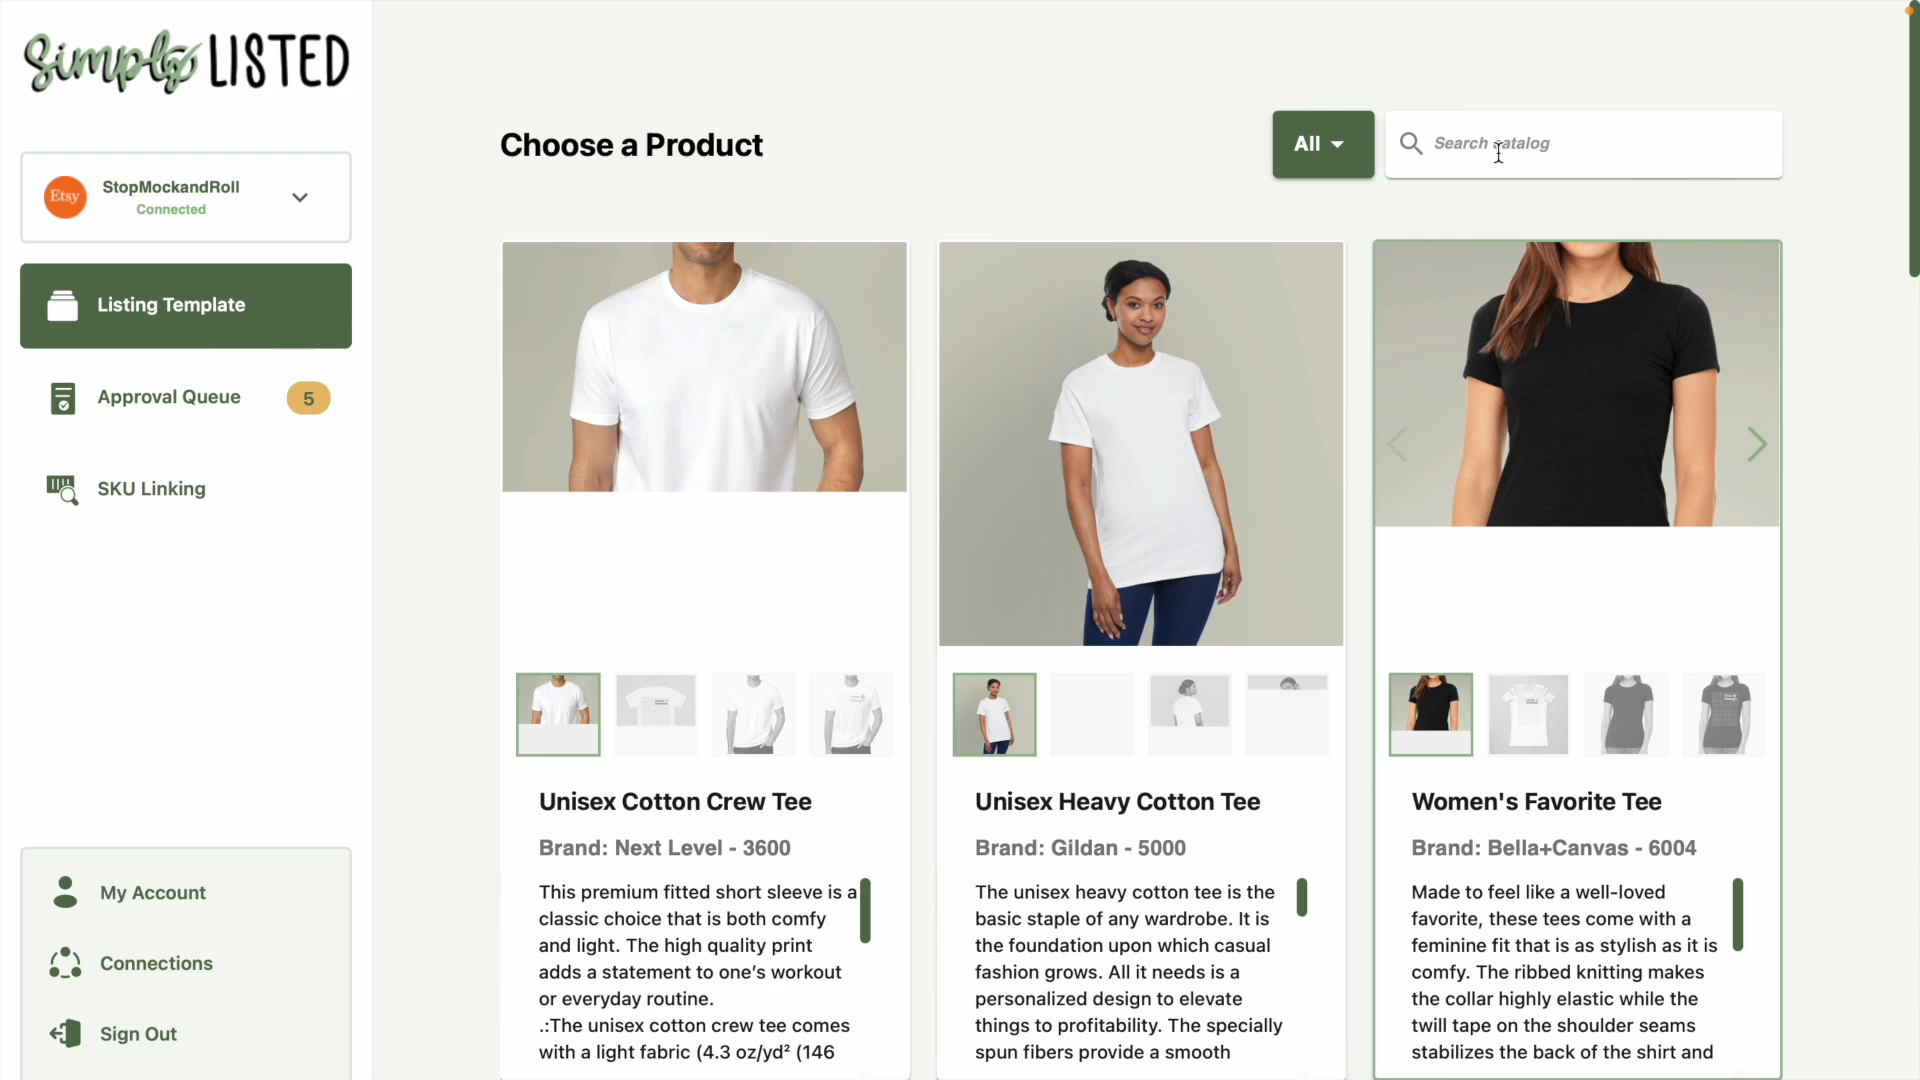 Simply LISTED
Etsy
StopMockandRoll
Connected
Listing Template
Approval Queue
5
SKU Linking
My Account
Connections
Sign Out
Choose a Product
All
Search catalog
Unisex Cotton Crew Tee
Brand: Next Level - 3600
This premium fitted short sleeve is a
classic choice that is both comfy
and light. The high quality print
adds a statement to one’s workout
or everyday routine.
.:The unisex cotton crew tee comes
with a light fabric (4.3 oz/yd² (146
Unisex Heavy Cotton Tee
Brand: Gildan - 5000
The unisex heavy cotton tee is the
basic staple of any wardrobe. It is
the foundation upon which casual
fashion grows. All it needs is a
personalized design to elevate
things to profitability. The specially
spun fibers provide a smooth
Women's Favorite Tee
Brand: Bella+Canvas - 6004
Made to feel like a well-loved
favorite, these tees come with a
feminine fit that is as stylish as it is
comfy. The ribbed knitting makes
the collar highly elastic while the
twill tape on the shoulder seams
stabilizes the back of the shirt and